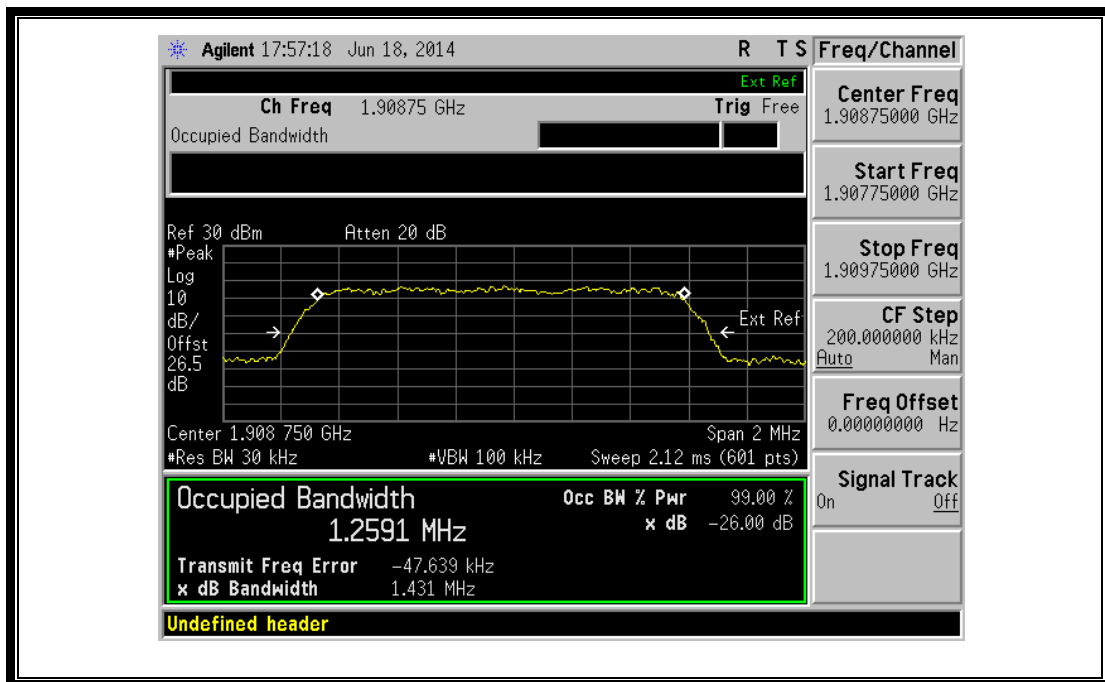 Agilent 17:57:18 Jun 18, 2014 R T S
Freq/Channel
Ext Ref
Ch Freq 1.90875 GHz Trig Free
Occupied Bandwidth
Center Freq
1.90875000 GHz
Start Freq
1.90775000 GHz
Stop Freq
1.90975000 GHz
CF Step
200.000000 kHz
Auto Man
Freq Offset
0.00000000 Hz
Signal Track
On Off
Ref 30 dBm Atten 20 dB
#Peak
Log
10
dB/
Offst
26.5
dB
Ext Ref
Center 1.908 750 GHz Span 2 MHz
#Res BW 30 kHz #VBW 100 kHz Sweep 2.12 ms (601 pts)
Occupied Bandwidth Occ BW % Pwr 99.00 %
1.2591 MHz x dB -26.00 dB
Transmit Freq Error -47.639 kHz
x dB Bandwidth 1.431 MHz
Undefined header